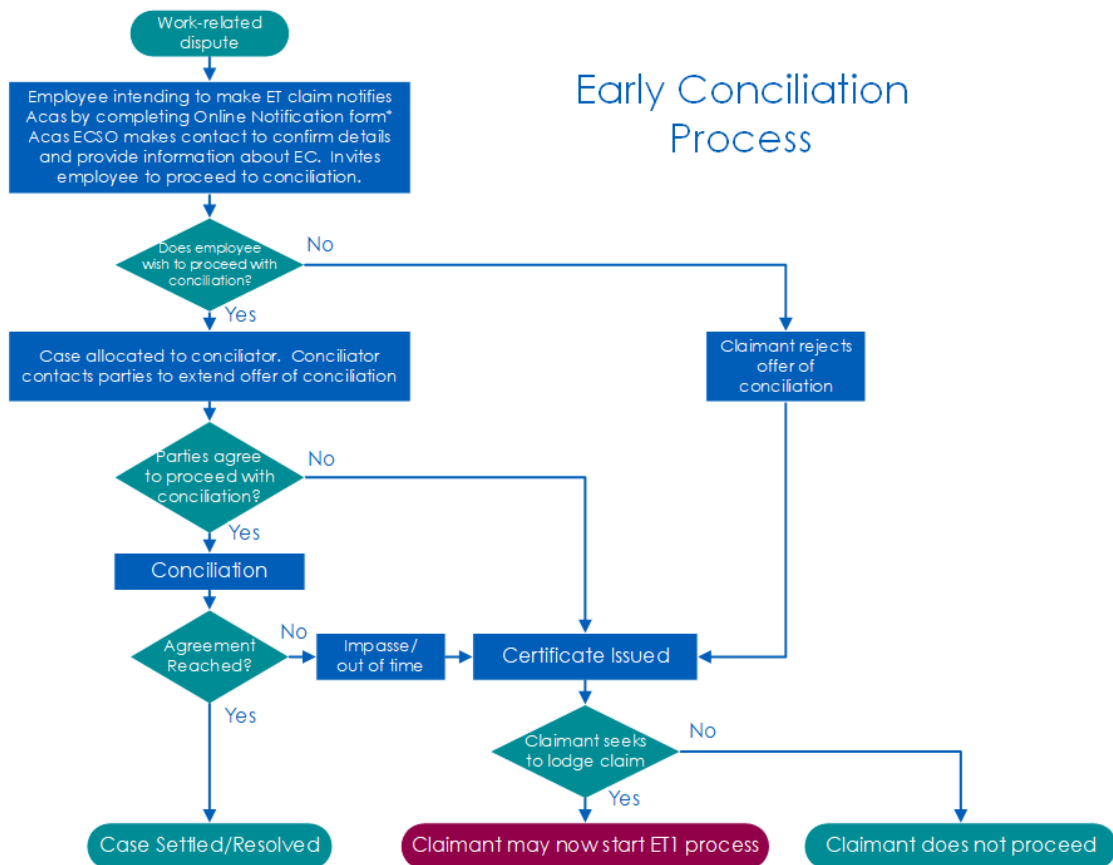 Work-related
dispute
Early Conciliation
Process
Employee intending to make ET claim notifies
Acas by completing Online Notification form*
Acas ECSO makes contact to confirm details
and provide information about EC. Invites
employee to proceed to conciliation.
Does employee
wish to proceed with
conciliation?
No
Yes
Case allocated to conciliator. Conciliator
contacts parties to extend offer of conciliation
Claimant rejects
offer of
conciliation
Parties agree
to proceed with
conciliation?
No
Yes
Conciliation
Agreement
Reached?
No
Impasse/
out of time
Certificate Issued
Yes
Claimant seeks
to lodge claim
No
Yes
Case Settled/Resolved
Claimant may now start ET1 process
Claimant does not proceed